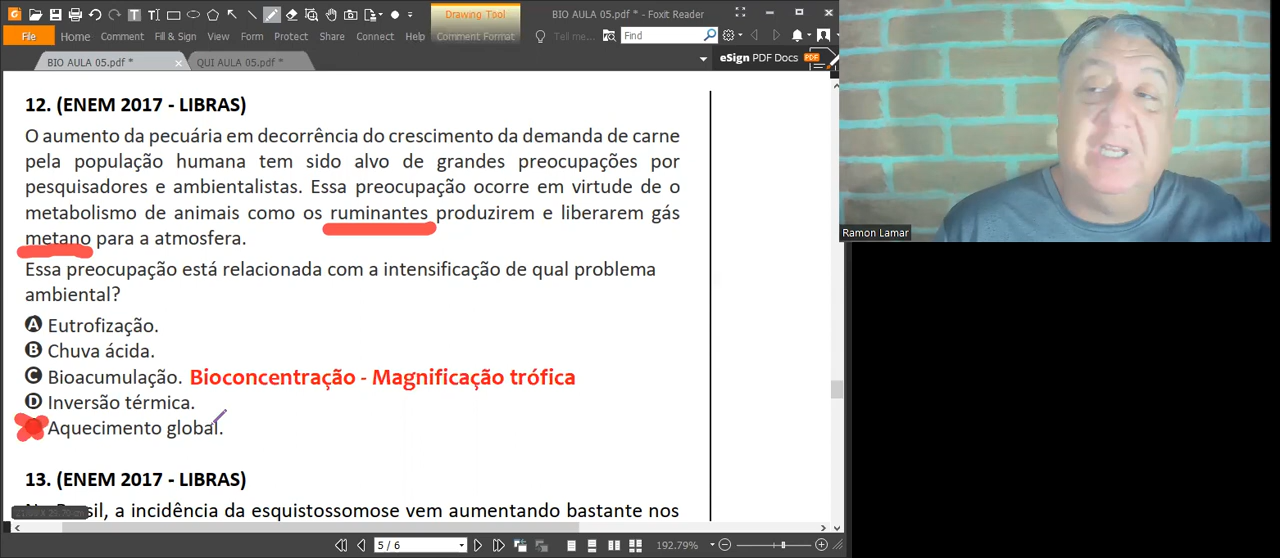 Drawing Tool
BIO AULA 05.pdf * - Foxit Reader
File Home Comment Fill & Sign Protect View Form Share Connect Help Comment Format Tell me... Find
BIO AULA 05.pdf * QUI AULA 05.pdf * eSign PDF Docs PDF
12. (ENEM 2017 - LIBRAS)
O aumento da pecuária em decorrência do crescimento da demanda de carne
pela população humana tem sido alvo de grandes preocupações por
pesquisadores e ambientalistas. Essa preocupação ocorre em virtude de o
metabolismo de animais como os ruminantes produzirem e liberarem gás
metano para a atmosfera.
Essa preocupação está relacionada com a intensificação de qual problema
ambiental?
A Eutrofização.
B Chuva ácida.
C Bioacumulação. Bioconcentração - Magnificação trófica
D Inversão térmica.
Aquecimento global.
13. (ENEM 2017 - LIBRAS)
Brasil, a incidência da esquistossomose vem aumentando bastante nos
5 / 6
192.79%
Ramon Lamar